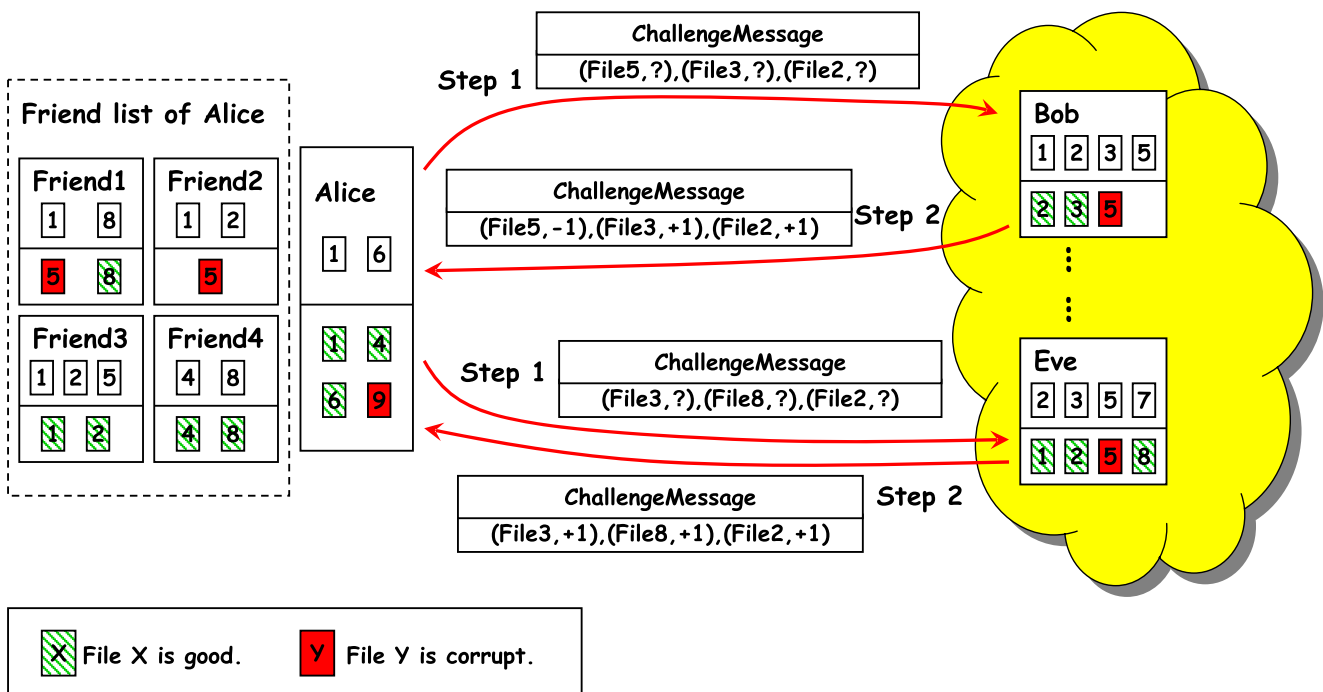 ChallengeMessage
(File5,?),(File3,?),(File2,?)
Step 1
Friend list of Alice
Friend1
1 8
5 8
Friend2
1 2
5
Friend3
1 2 5
1 2
Friend4
4 8
4 8
Alice
1 6
1 4
6 9
ChallengeMessage
(File5,-1),(File3,+1),(File2,+1)
Step 2
Bob
1 2 3 5
2 3 5
Step 1
ChallengeMessage
(File3,?),(File8,?),(File2,?)
Eve
2 3 5 7
1 2 5 8
ChallengeMessage
(File3,+1),(File8,+1),(File2,+1)
Step 2
X File X is good.
Y File Y is corrupt.